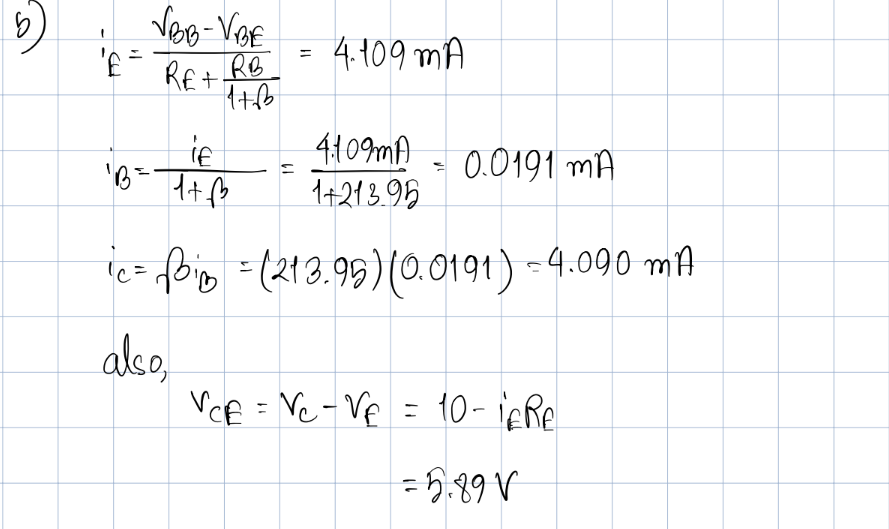 b) i_E = (V_BB - V_BE) / (R_E + R_B/(1+β)) = 4.109 mA
i_B = i_E / (1+β) = 4.109mA / (1+213.95) = 0.0191 mA
i_C = βi_B = (213.95)(0.0191) = 4.090 mA
also,
V_CE = V_C - V_E = 10 - i_E R_E
= 5.89 V